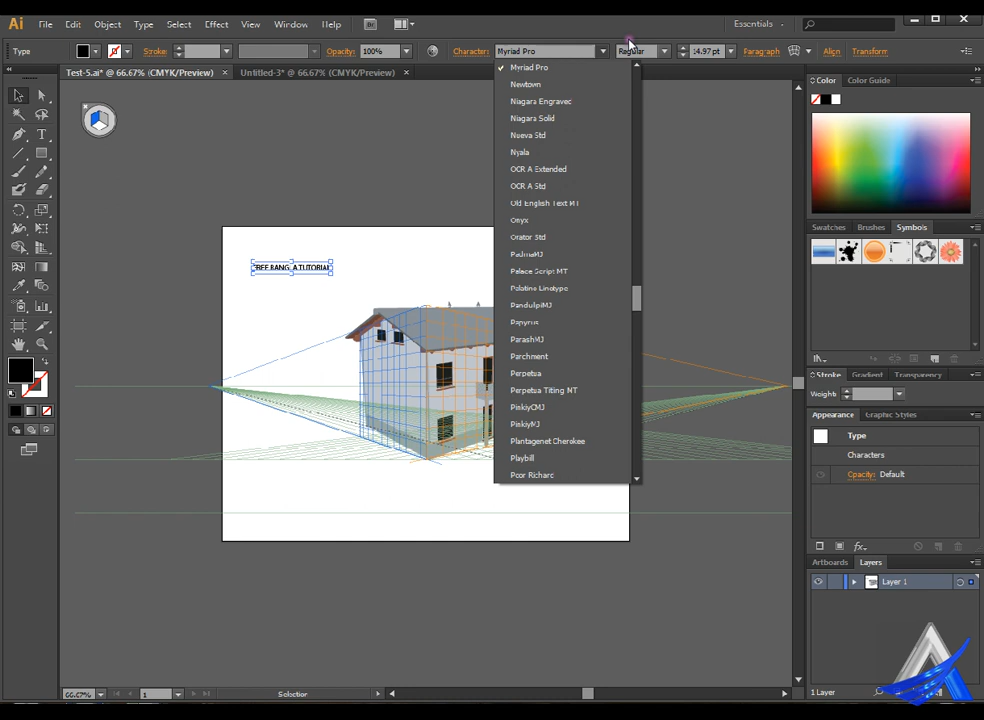 Ai File Edit Object Type Select Effect View Window Help Br Essentials
Type Stroke: Opacity: 100% Character: Myriad Pro Regular Paragraph Align Transform
Test-5.ai* @ 66.67% (CMYK/Preview) × Untitled-3* @ 66.67% (CMYK/Preview) ×
Color Color Guide
Myriad Pro
Newtown
Niagara Engraved
Niagara Solid
Nueva Std
Nyala
OCR A Extended
OCR A Std
Old English Text MT
Onyx
Orator Std
PadmaMJ
Palace Script MT
Palatino Linotype
PandulipiMJ
Papyrus
ParashMJ
Parchment
Perpetua
Perpetua Titling MT
PinkiyCMJ
PinkiyMJ
Plantagenet Cherokee
Playbill
Poor Richard
Swatches Brushes Symbols
Stroke Gradient Transparency
Weight:
Appearance Graphic Styles
Type
Characters
Opacity: Default
fx
Artboards Layers
Layer 1
66.67% 1 Selection
1 Layer